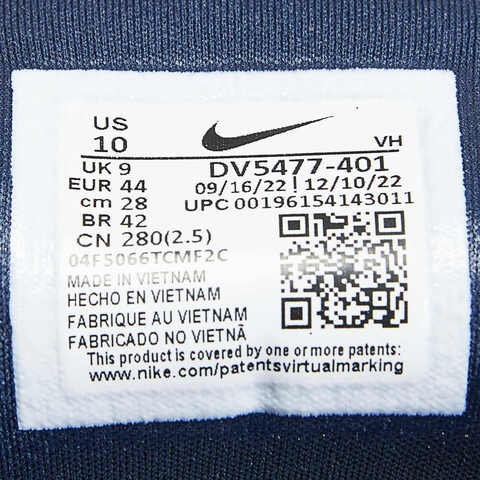 US
10
VH
UK 9
DV5477-401
EUR 44
09/16/22 | 12/10/22
cm 28
UPC 00196154143011
BR 42
CN 280(2.5)
04F5066TCMF2C
MADE IN VIETNAM
HECHO EN VIETNAM
FABRIQUE AU VIETNAM
FABRICADO NO VIETNÃ
This product is covered by one or more patents:
www.nike.com/patentsvirtualmarking